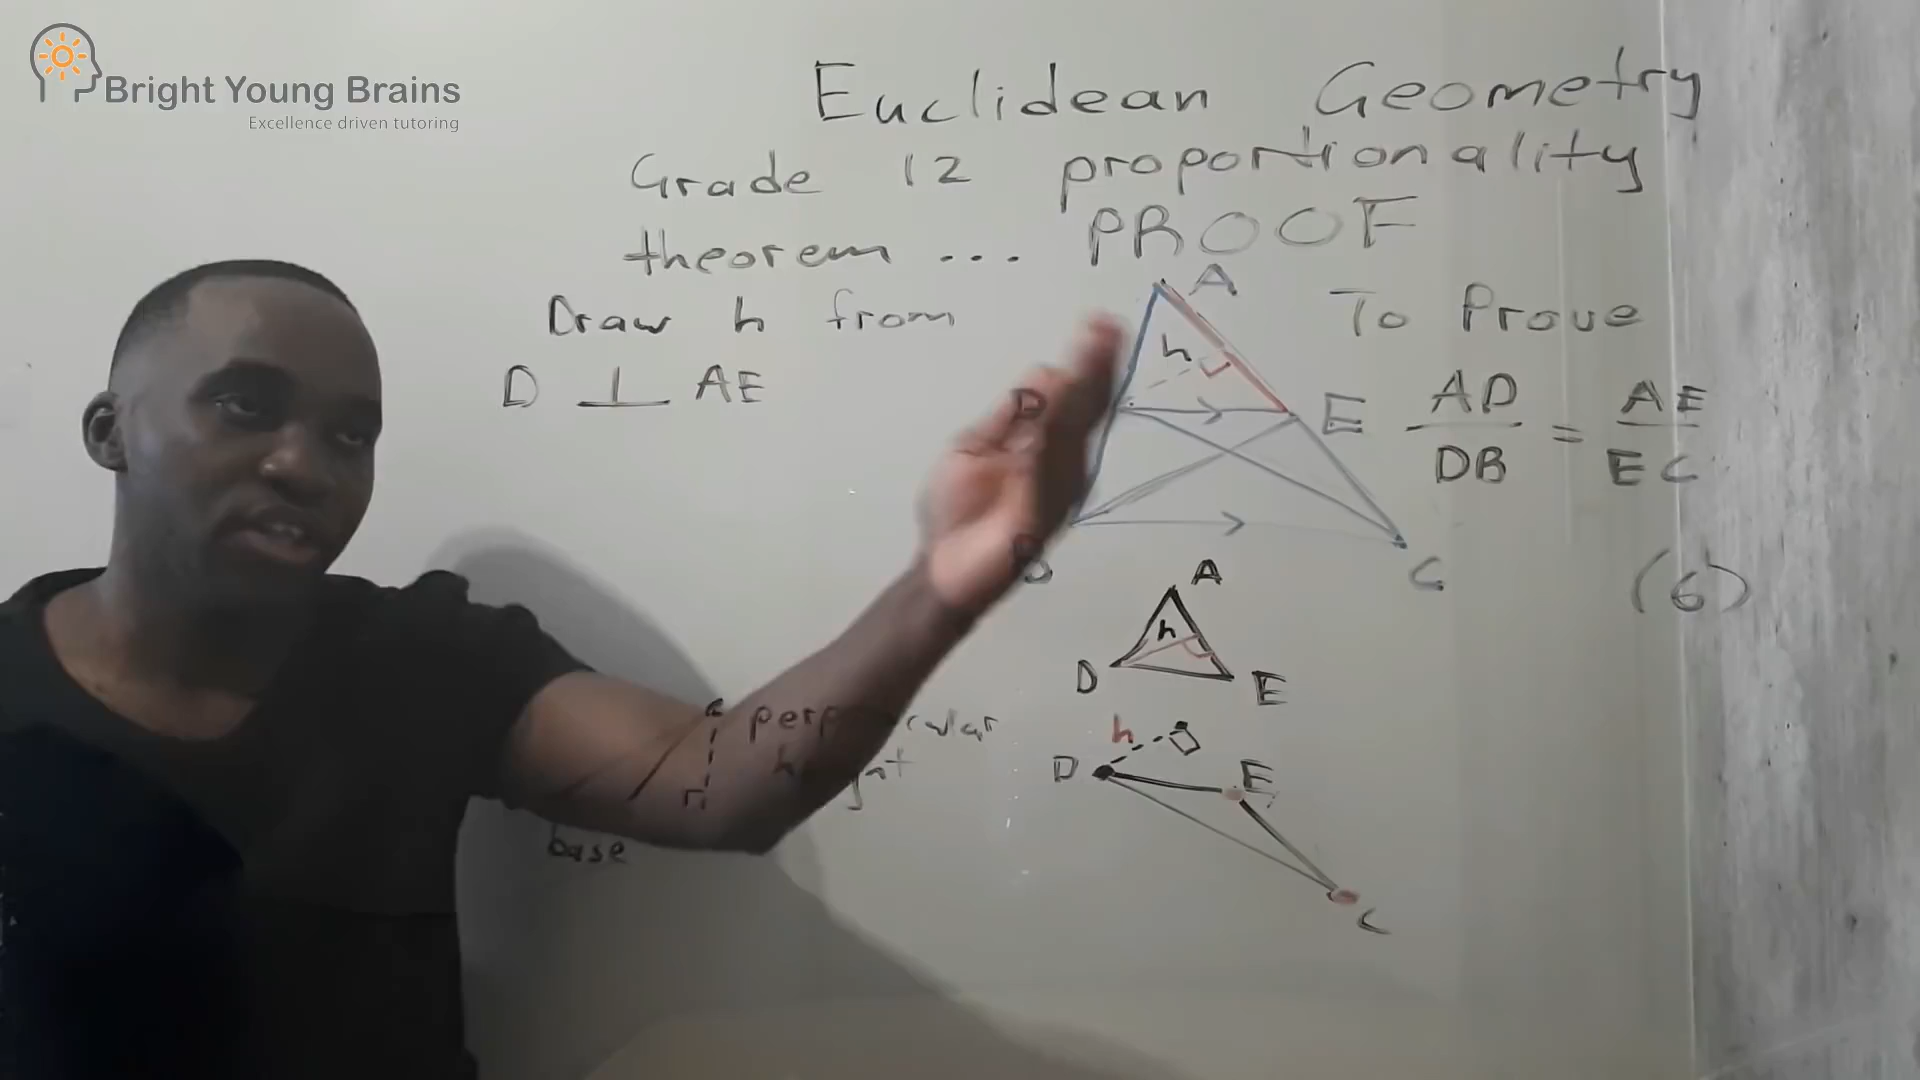 Bright Young Brains
Excellence driven tutoring
Euclidean Geometry
Grade 12 proportionality
theorem ... PROOF
Draw h from
D ⊥ AE
A
h
D
E
B
C
To Prove
AD
DB
=
AE
EC
(6)
A
h
D
E
h
D
E
C
base